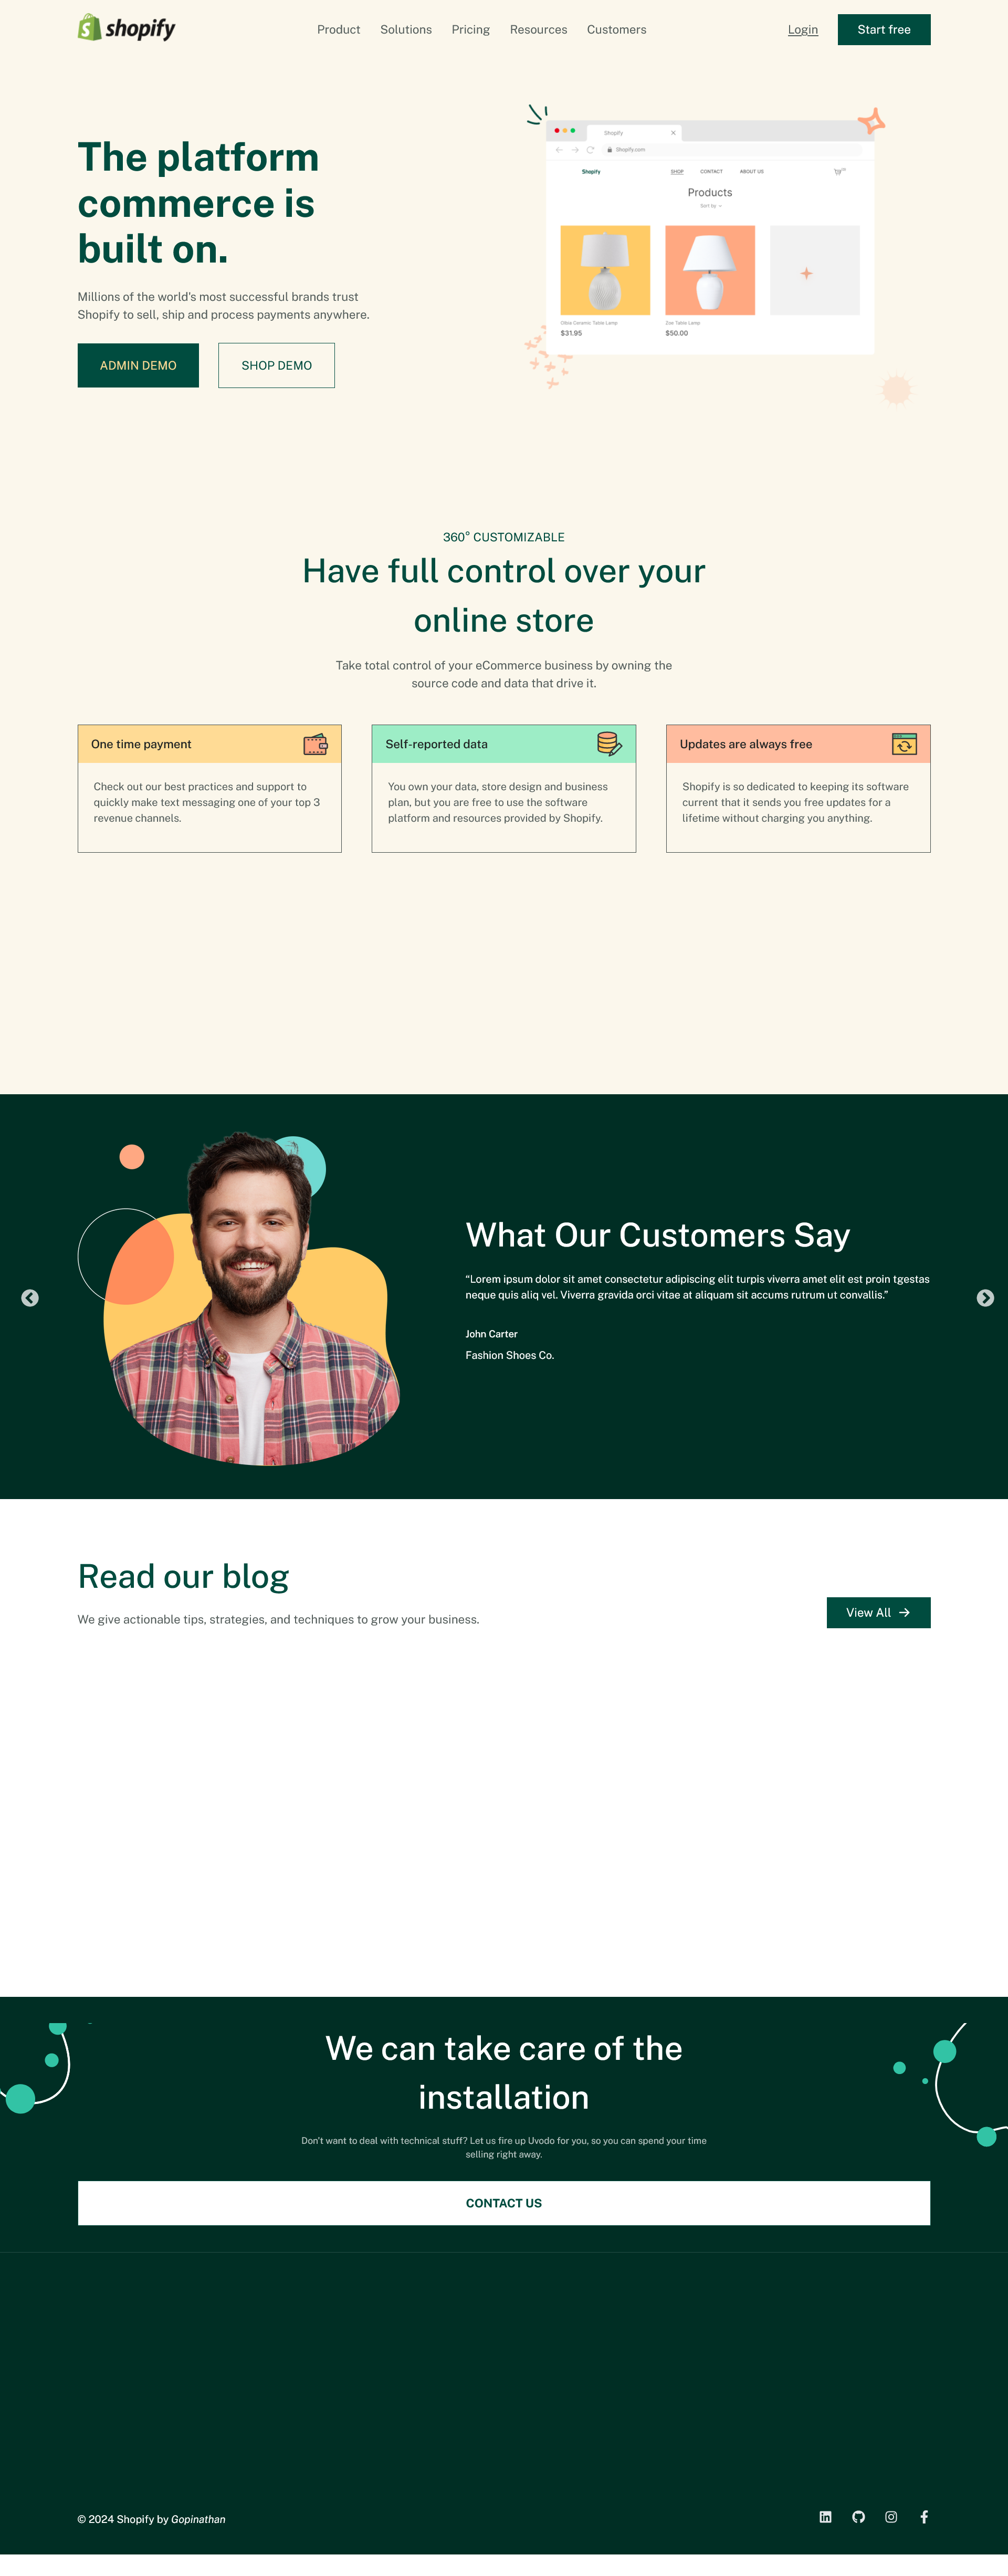 shopify
Product Solutions Pricing Resources Customers
Login
Start free
The platform
commerce is
built on.
Millions of the world's most successful brands trust
Shopify to sell, ship and process payments anywhere.
ADMIN DEMO
SHOP DEMO
Shopify
Shopify.com
Shopify
SHOP CONTACT ABOUT US
Products
Sort by
Olbia Ceramic Table Lamp
$31.95
Zoe Table Lamp
$50.00
360° CUSTOMIZABLE
Have full control over your
online store
Take total control of your eCommerce business by owning the
source code and data that drive it.
One time payment
Check out our best practices and support to
quickly make text messaging one of your top 3
revenue channels.
Self-reported data
You own your data, store design and business
plan, but you are free to use the software
platform and resources provided by Shopify.
Updates are always free
Shopify is so dedicated to keeping its software
current that it sends you free updates for a
lifetime without charging you anything.
What Our Customers Say
“Lorem ipsum dolor sit amet consectetur adipiscing elit turpis viverra amet elit est proin tgestas
neque quis aliq vel. Viverra gravida orci vitae at aliquam sit accums rutrum ut convallis.”
John Carter
Fashion Shoes Co.
Read our blog
We give actionable tips, strategies, and techniques to grow your business.
View All
We can take care of the
installation
Don't want to deal with technical stuff? Let us fire up Uvodo for you, so you can spend your time
selling right away.
CONTACT US
© 2024 Shopify by Gopinathan